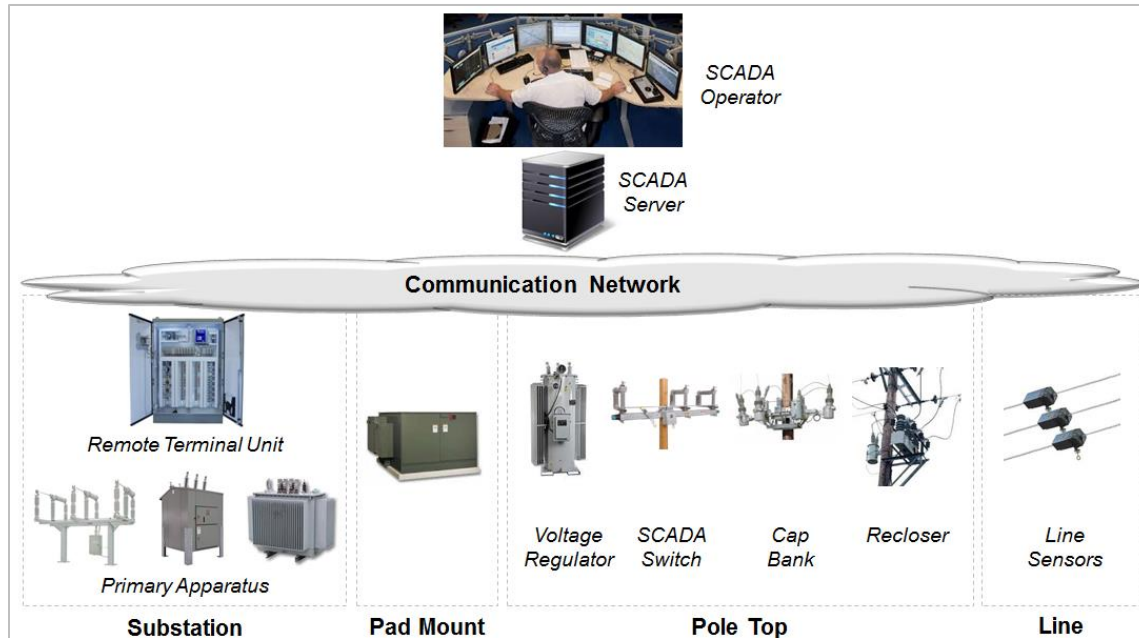 SCADA
Operator
SCADA
Server
Communication Network
Remote Terminal Unit
Primary Apparatus
Voltage
Regulator
SCADA
Switch
Cap
Bank
Recloser
Line
Sensors
Substation
Pad Mount
Pole Top
Line